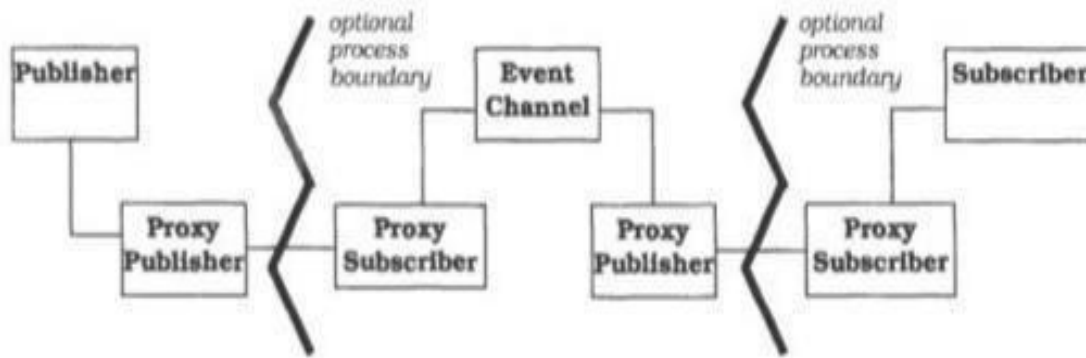 Publisher
Proxy
Publisher
optional
process
boundary
Proxy
Subscriber
Event
Channel
Proxy
Publisher
optional
process
boundary
Proxy
Subscriber
Subscriber